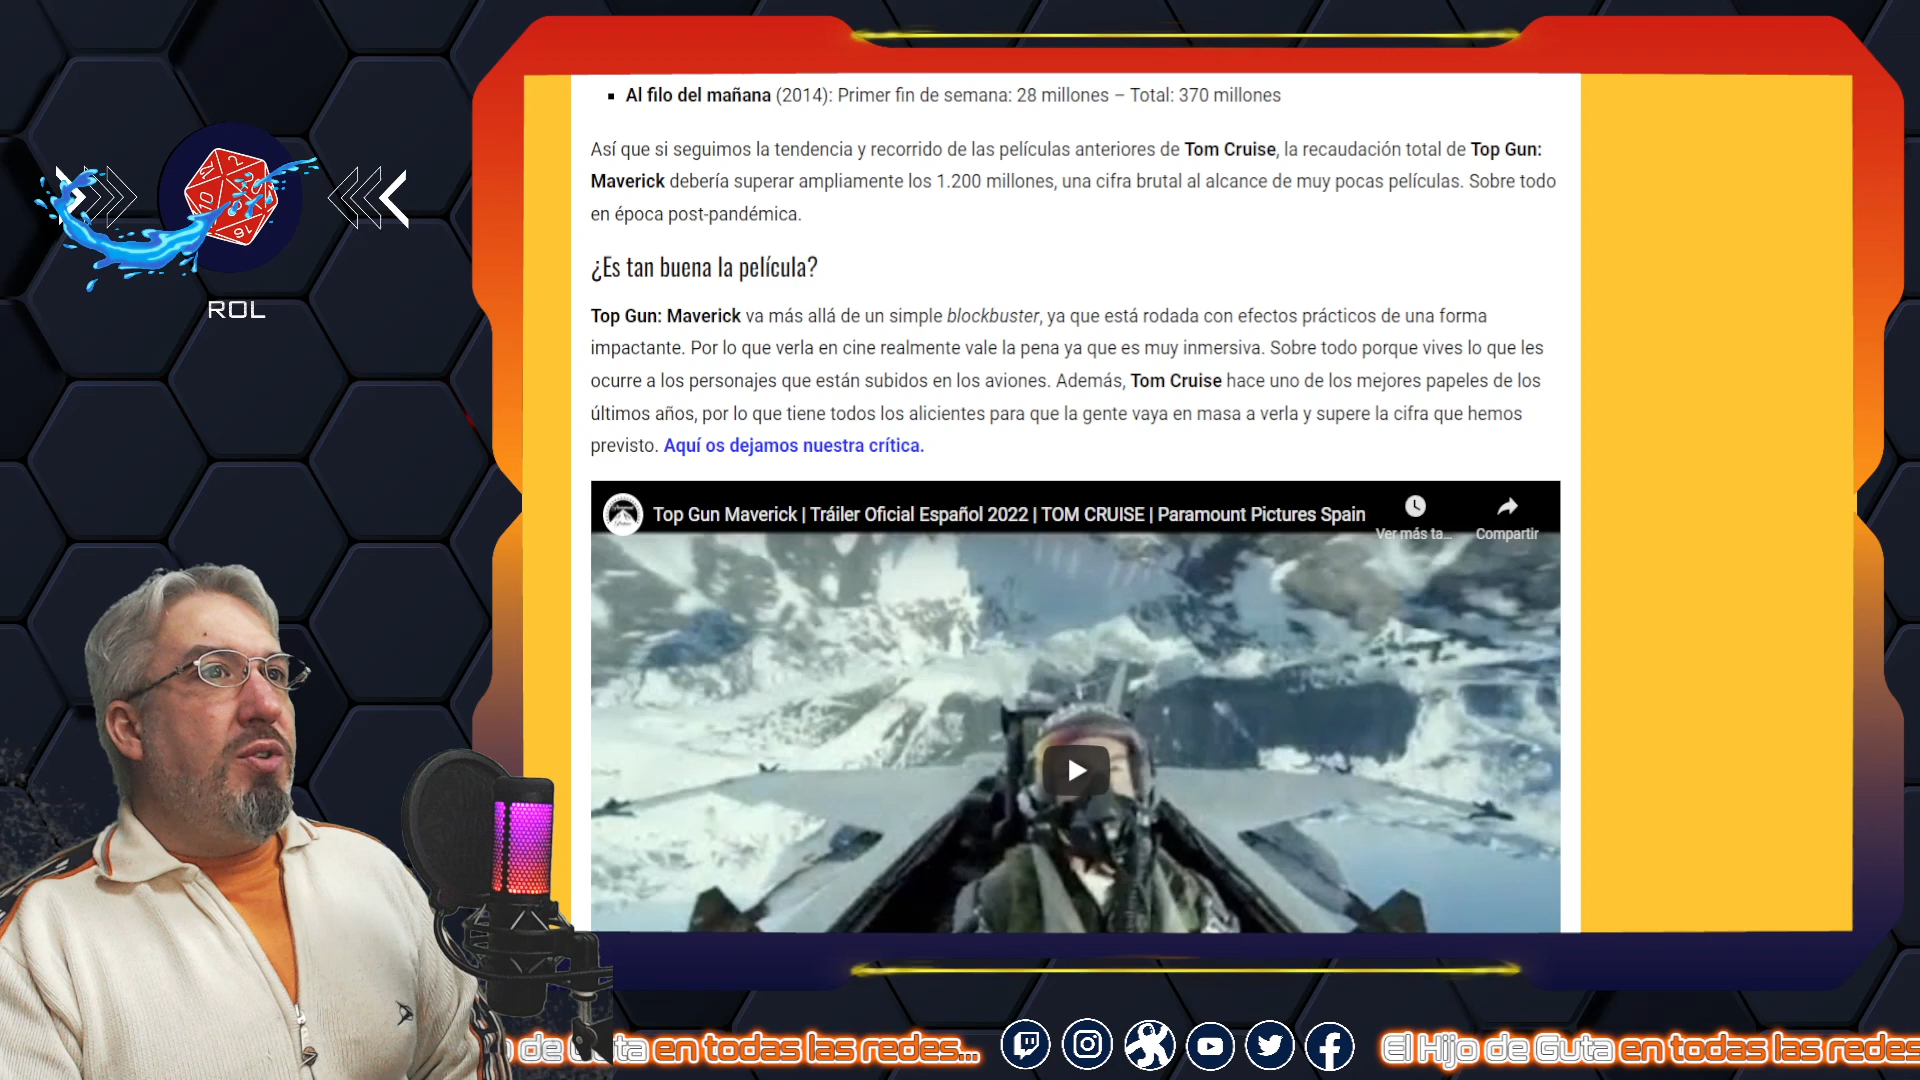 Al filo del mañana (2014): Primer fin de semana: 28 millones – Total: 370 millones
Así que si seguimos la tendencia y recorrido de las películas anteriores de Tom Cruise, la recaudación total de Top Gun:
Maverick debería superar ampliamente los 1.200 millones, una cifra brutal al alcance de muy pocas películas. Sobre todo
en época post-pandémica.
¿Es tan buena la película?
Top Gun: Maverick va más allá de un simple blockbuster, ya que está rodada con efectos prácticos de una forma
impactante. Por lo que verla en cine realmente vale la pena ya que es muy inmersiva. Sobre todo porque vives lo que les
ocurre a los personajes que están subidos en los aviones. Además, Tom Cruise hace uno de los mejores papeles de los
últimos años, por lo que tiene todos los alicientes para que la gente vaya en masa a verla y supere la cifra que hemos
previsto. Aquí os dejamos nuestra crítica.
Top Gun Maverick | Tráiler Oficial Español 2022 | TOM CRUISE | Paramount Pictures Spain
Ver más ta...
Compartir
2
10
16
ROL
de Guta en todas las redes...
El Hijo de Guta en todas las redes